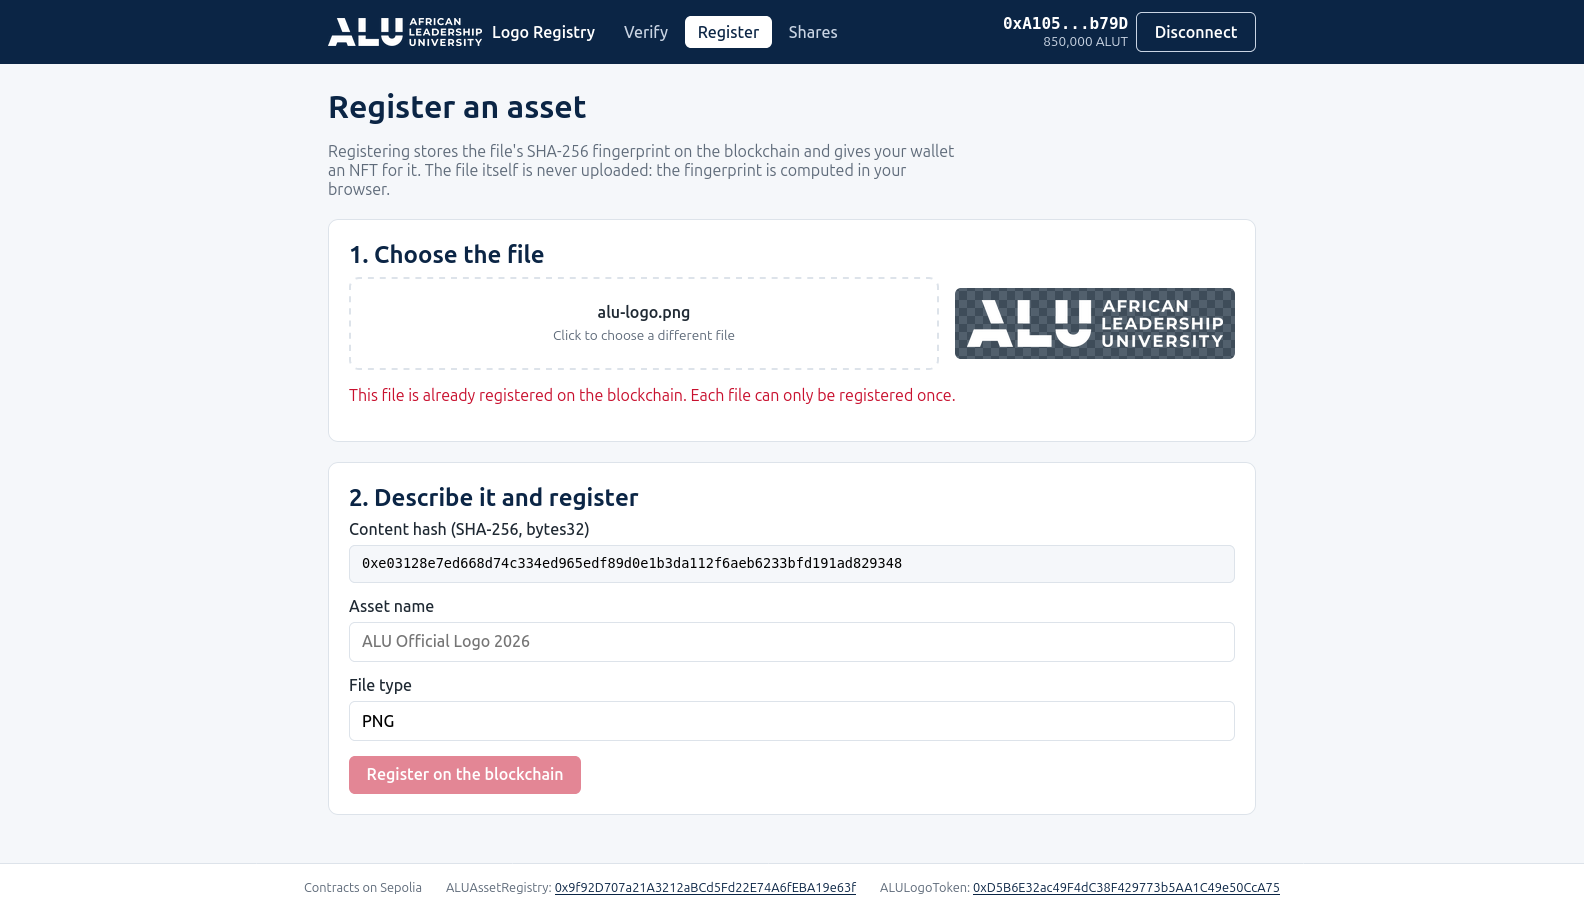 ALU AFRICAN LEADERSHIP UNIVERSITY Logo Registry Verify Register Shares
0xA105...b79D
850,000 ALUT
Disconnect
Register an asset
Registering stores the file's SHA-256 fingerprint on the blockchain and gives your wallet
an NFT for it. The file itself is never uploaded: the fingerprint is computed in your
browser.
1. Choose the file
alu-logo.png
Click to choose a different file
ALU AFRICAN
LEADERSHIP
UNIVERSITY
This file is already registered on the blockchain. Each file can only be registered once.
2. Describe it and register
Content hash (SHA-256, bytes32)
0xe03128e7ed668d74c334ed965edf89d0e1b3da112f6aeb6233bfd191ad829348
Asset name
ALU Official Logo 2026
File type
PNG
Register on the blockchain
Contracts on Sepolia ALUAssetRegistry: 0x9f92D707a21A3212aBCd5Fd22E74A6fEBA19e63f ALULogoToken: 0xD5B6E32ac49F4dC38F429773b5AA1C49e50CcA75